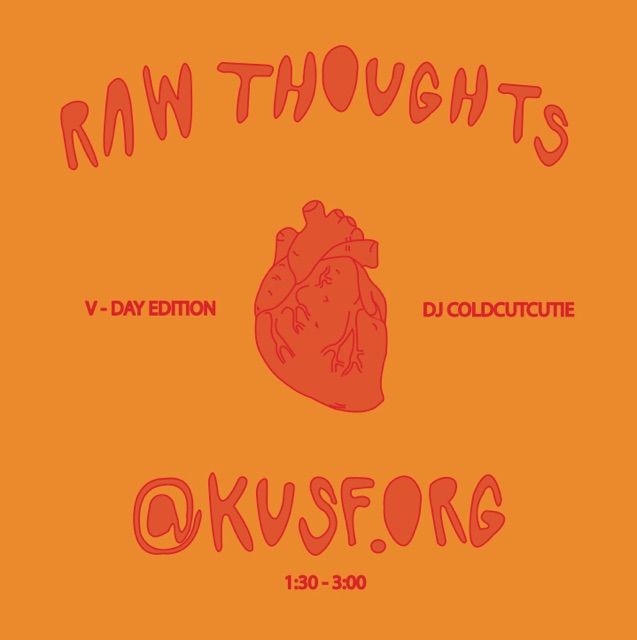 RAW THOUGHTS
V - DAY EDITION
DJ COLDCUTCUTIE
@KUSF.ORG
1:30 - 3:00